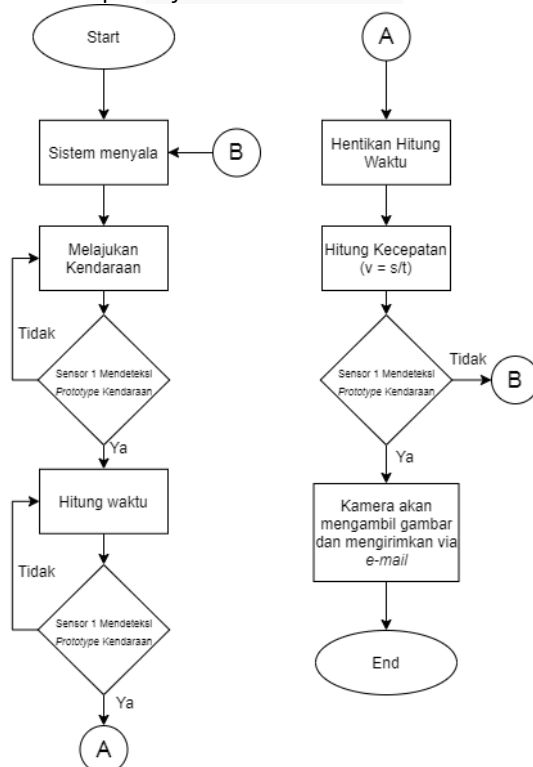 Start
Sistem menyala
B
Melajukan
Kendaraan
Tidak
Sensor 1 Mendeteksi
Prototype Kendaraan
Ya
Hitung waktu
Tidak
Sensor 1 Mendeteksi
Prototype Kendaraan
Ya
A
A
Hentikan Hitung
Waktu
Hitung Kecepatan
(v = s/t)
Sensor 1 Mendeteksi
Prototype Kendaraan
Tidak
B
Ya
Kamera akan
mengambil gambar
dan mengirimkan via
e-mail
End